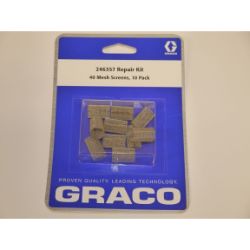 GRACO
246357 Repair Kit
40 Mesh Screens, 10 Pack
PROVEN QUALITY. LEADING TECHNOLOGY.
GRACO